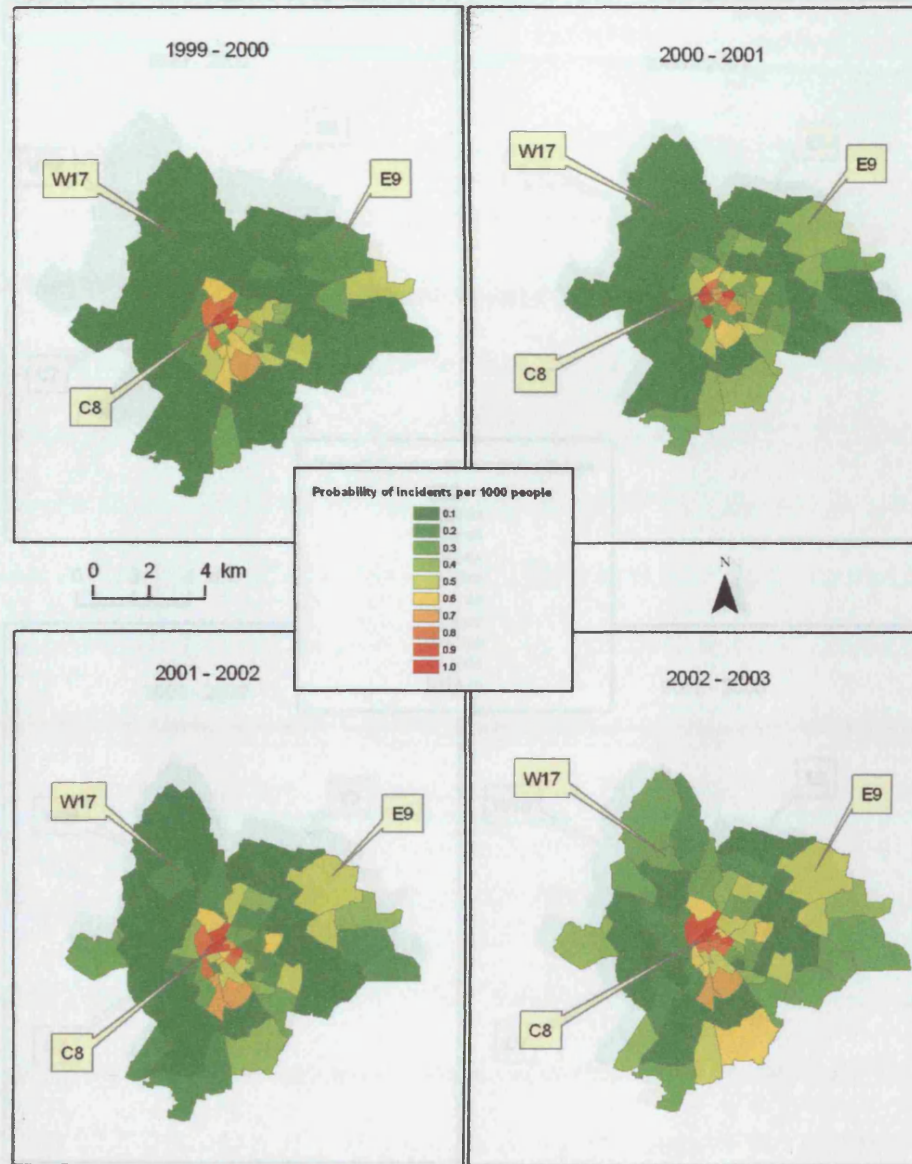 1999 - 2000
W17
E9
C8
2000 - 2001
W17
E9
C8
Probability of incidents per 1000 people
0.1
0.2
0.3
0.4
0.5
0.6
0.7
0.8
0.9
1.0
0 2 4 km
N
2001 - 2002
W17
E9
C8
2002 - 2003
W17
E9
C8